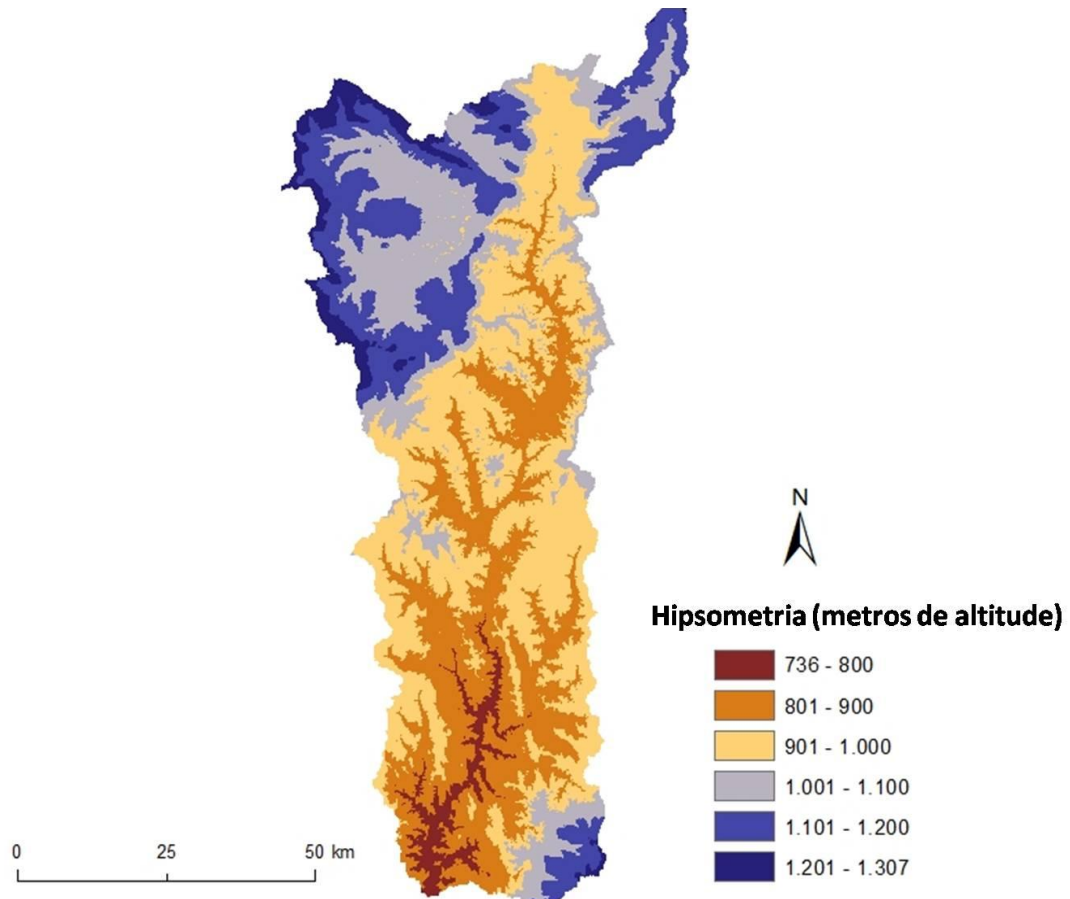 N
Hipsometria (metros de altitude)
736 - 800
801 - 900
901 - 1.000
1.001 - 1.100
1.101 - 1.200
1.201 - 1.307
0 25 50 km